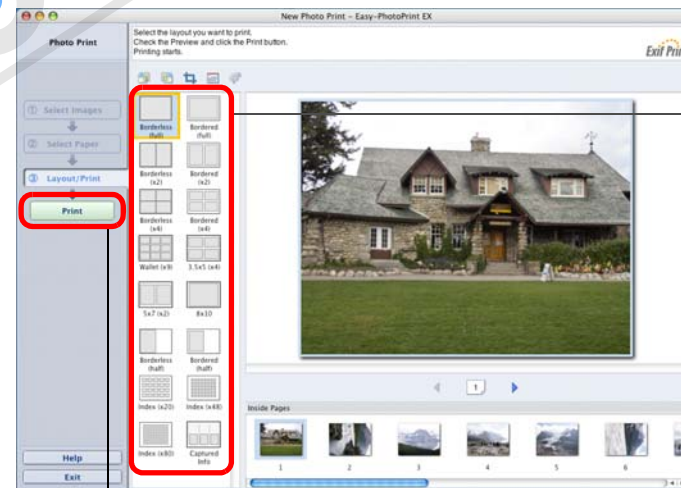 New Photo Print – Easy-PhotoPrint EX
Photo Print
Select the layout you want to print.
Check the Preview and click the Print button.
Printing starts.
Exif Prin
① Select Images
② Select Paper
③ Layout/Print
Print
Borderless (full)
Bordered (full)
Borderless (x2)
Bordered (x2)
Borderless (x4)
Bordered (x4)
Wallet (x9)
3.5x5 (x4)
5x7 (x2)
8x10
Borderless (half)
Bordered (half)
Index (x20)
Index (x48)
Index (x80)
Captured Info
1
Inside Pages
1
2
3
4
5
6
Help
Exit